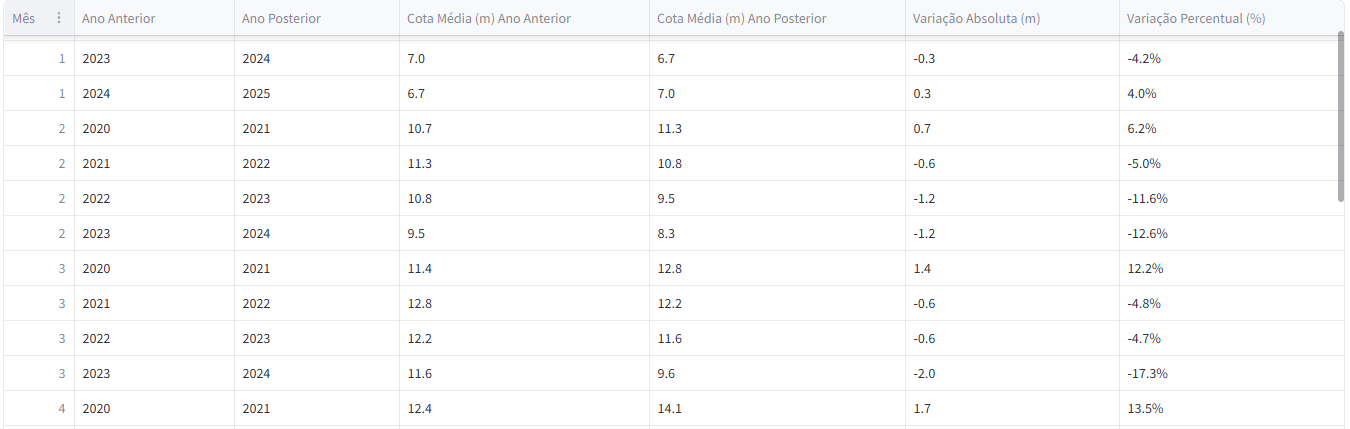 Mês Ano Anterior Ano Posterior Cota Média (m) Ano Anterior Cota Média (m) Ano Posterior Variação Absoluta (m) Variação Percentual (%)
1 2023 2024 7.0 6.7 -0.3 -4.2%
1 2024 2025 6.7 7.0 0.3 4.0%
2 2020 2021 10.7 11.3 0.7 6.2%
2 2021 2022 11.3 10.8 -0.6 -5.0%
2 2022 2023 10.8 9.5 -1.2 -11.6%
2 2023 2024 9.5 8.3 -1.2 -12.6%
3 2020 2021 11.4 12.8 1.4 12.2%
3 2021 2022 12.8 12.2 -0.6 -4.8%
3 2022 2023 12.2 11.6 -0.6 -4.7%
3 2023 2024 11.6 9.6 -2.0 -17.3%
4 2020 2021 12.4 14.1 1.7 13.5%